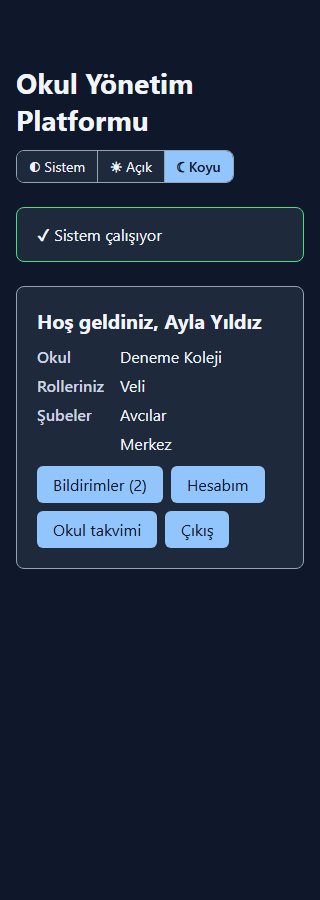 Okul Yönetim
Platformu
◐ Sistem ☀ Açık ☾ Koyu
✓ Sistem çalışıyor
Hoş geldiniz, Ayla Yıldız
Okul Deneme Koleji
Rolleriniz Veli
Şubeler Avcılar
Merkez
Bildirimler (2) Hesabım
Okul takvimi Çıkış